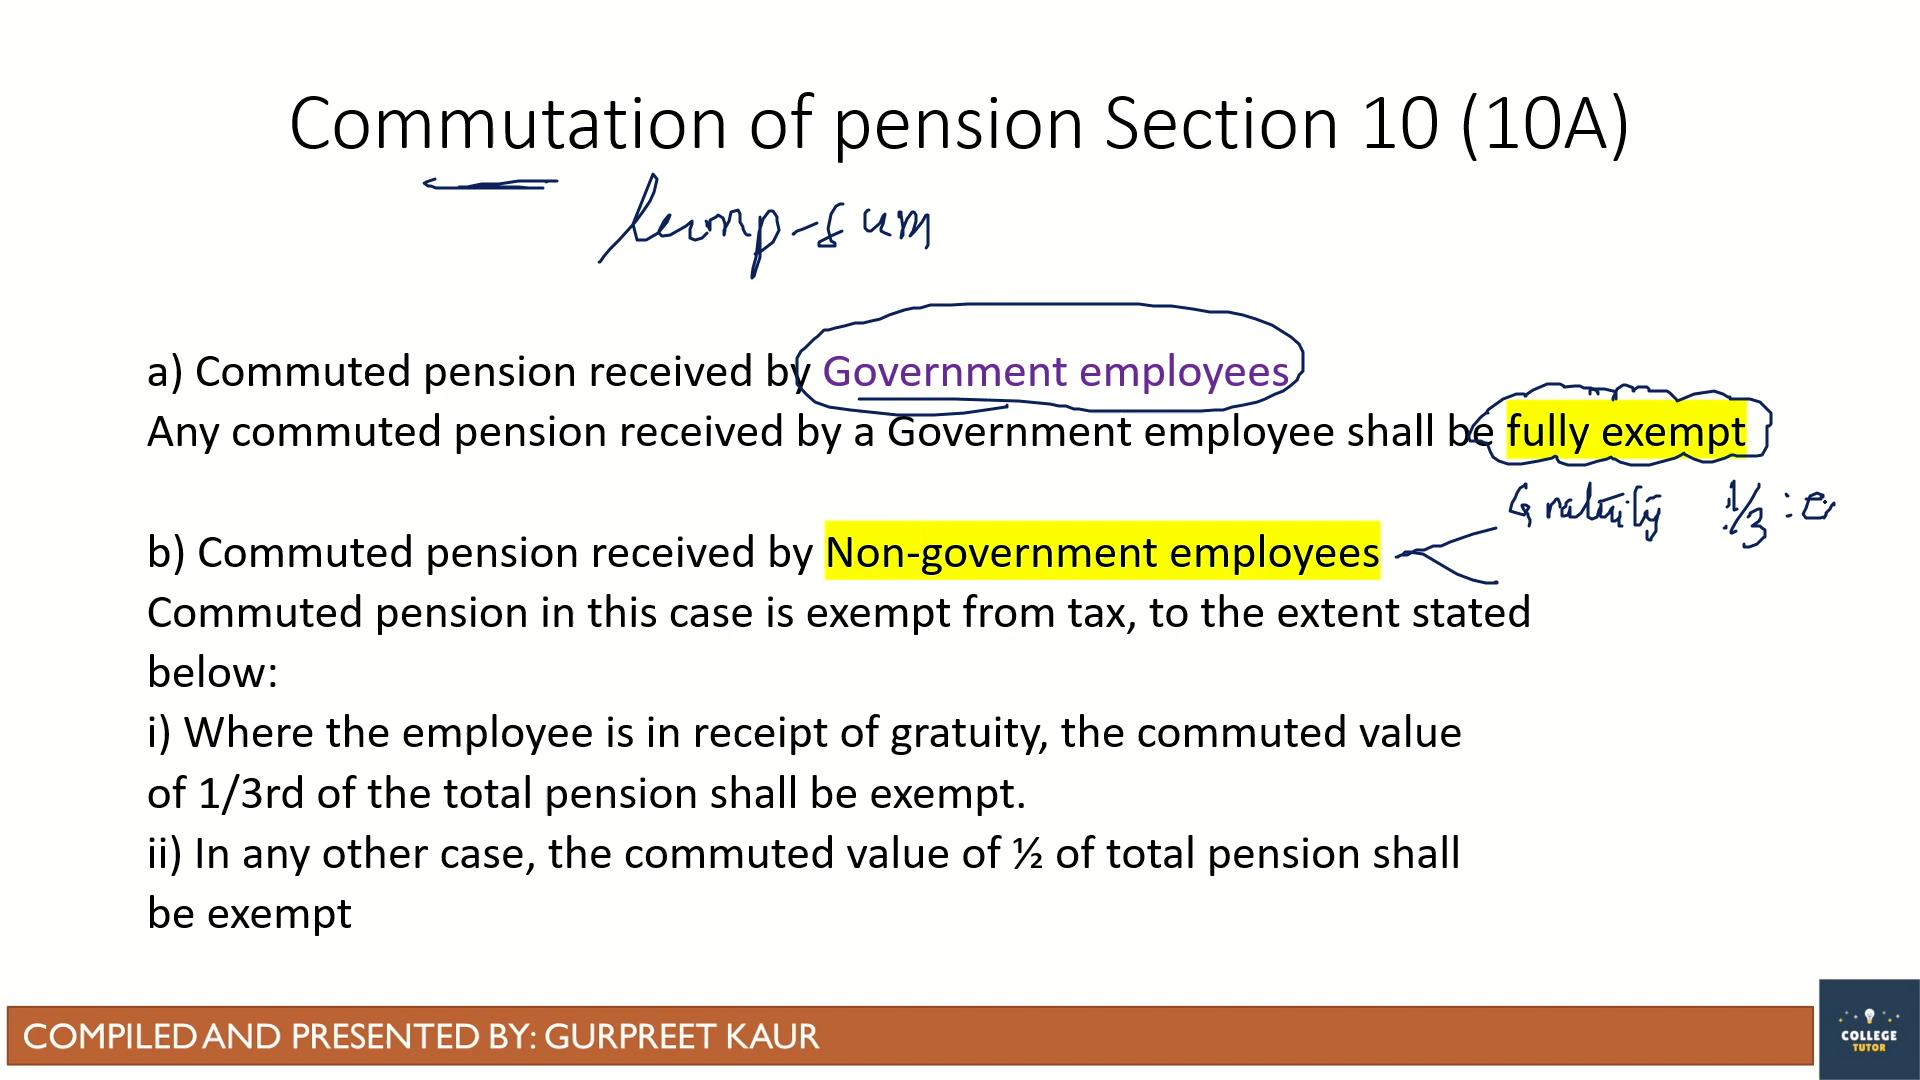 Commutation of pension Section 10 (10A)
lump-sum
a) Commuted pension received by Government employees
Any commuted pension received by a Government employee shall be fully exempt
Gratuity 1/3 : e
b) Commuted pension received by Non-government employees
Commuted pension in this case is exempt from tax, to the extent stated
below:
i) Where the employee is in receipt of gratuity, the commuted value
of 1/3rd of the total pension shall be exempt.
ii) In any other case, the commuted value of ½ of total pension shall
be exempt
COMPILED AND PRESENTED BY: GURPREET KAUR
COLLEGE
TUTOR